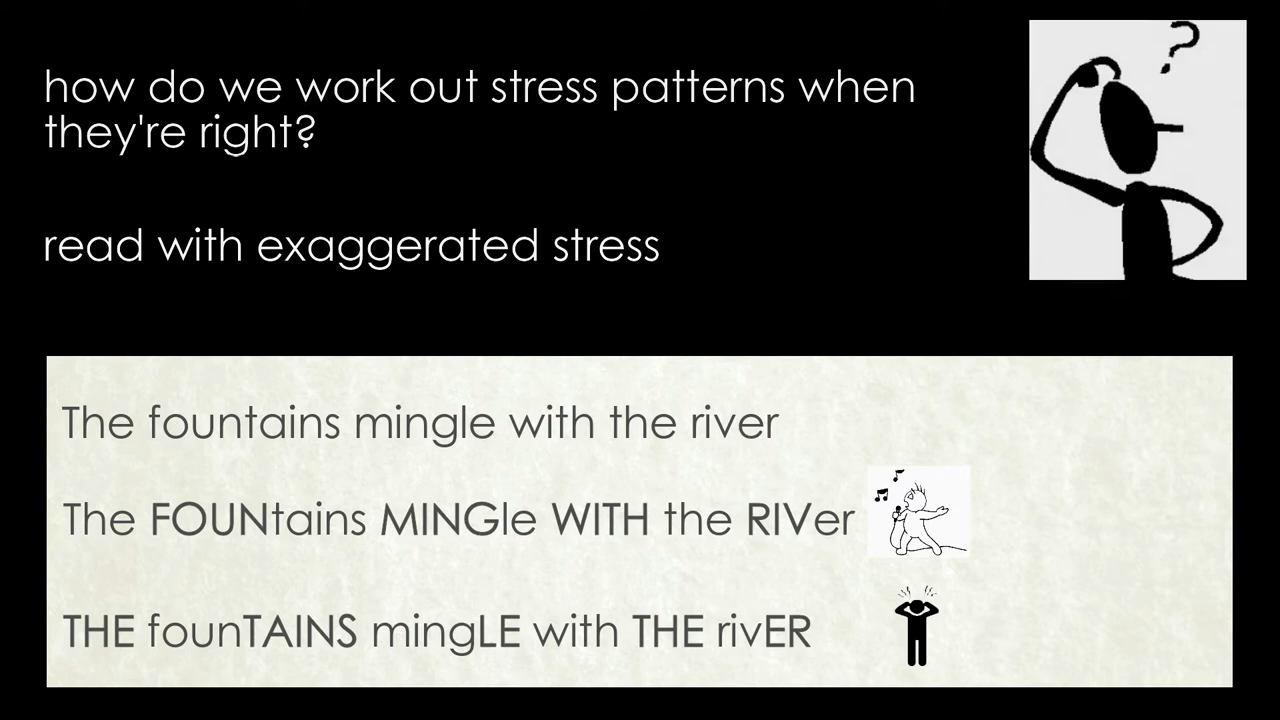 how do we work out stress patterns when
they're right?
read with exaggerated stress
?
The fountains mingle with the river
The FOUNtains MINGle WITH the RIVer
THE founTAINS mingLE with THE rivER